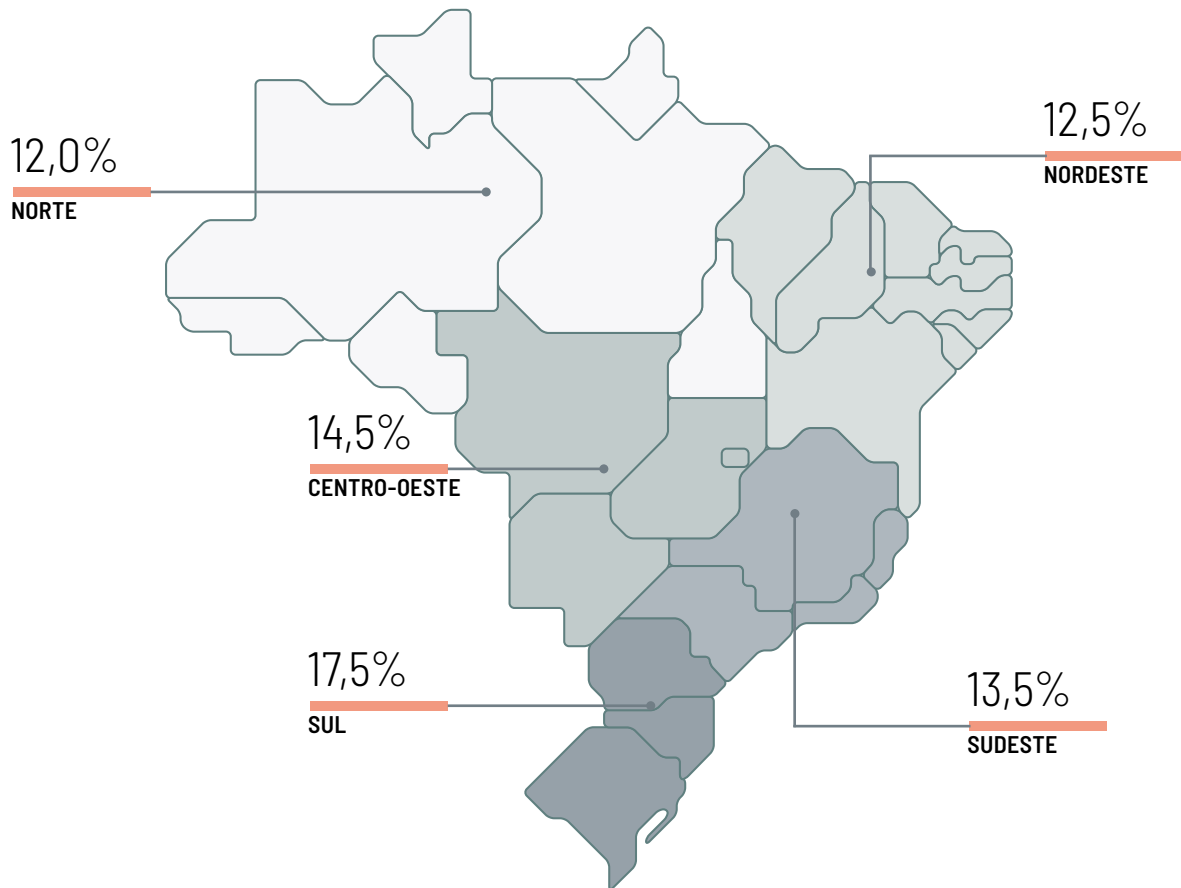 12,5%
NORDESTE
12,0%
NORTE
14,5%
CENTRO-OESTE
17,5%
SUL
13,5%
SUDESTE